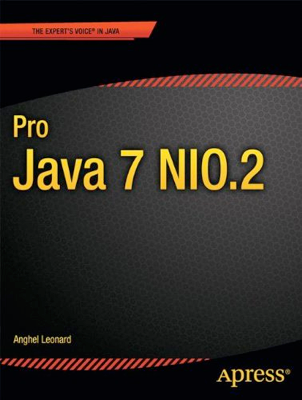 THE EXPERT'S VOICE® IN JAVA
Pro
Java 7 NIO.2
Anghel Leonard
Apress®